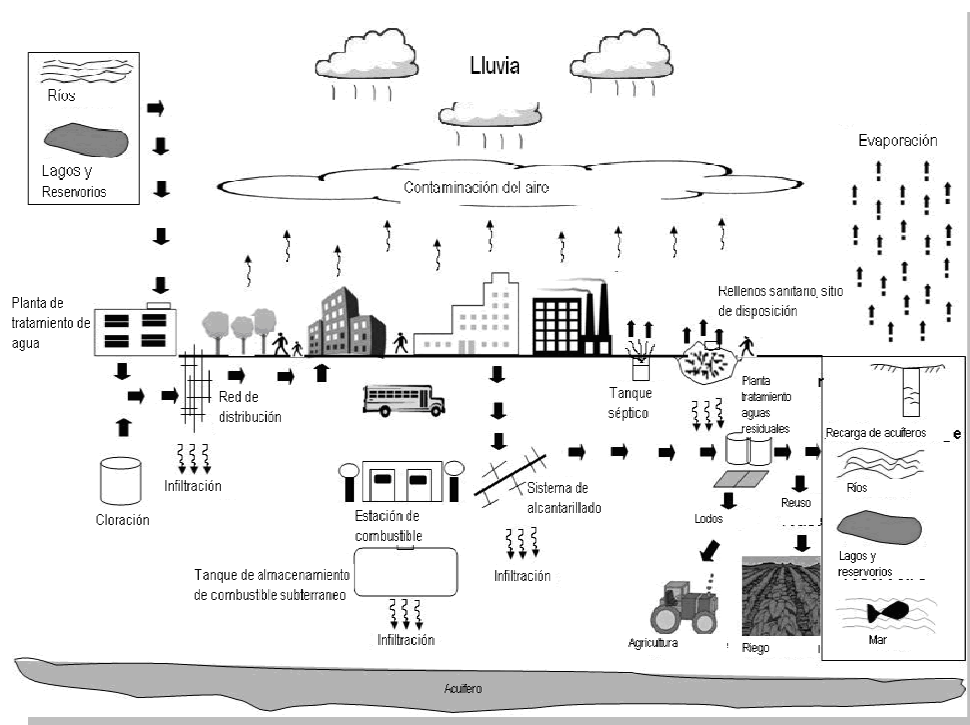 Lluvia
Ríos
Lagos y
Reservorios
Contaminación del aire
Evaporación
Planta de
tratamiento de
agua
Rellenos sanitario, sitio
de disposición
Red de
distribución
Tanque
séptico
Planta
tratamiento
aguas
residuales
Recarga de acuíferos
e
Infiltración
Cloración
Estación de
combustible
Sistema de
alcantarillado
Ríos
Lodos
Reuso
Tanque de almacenamiento
de combustible subterraneo
Infiltración
Lagos y
reservorios
Infiltración
Agricultura
Riego
Mar
Acuífero